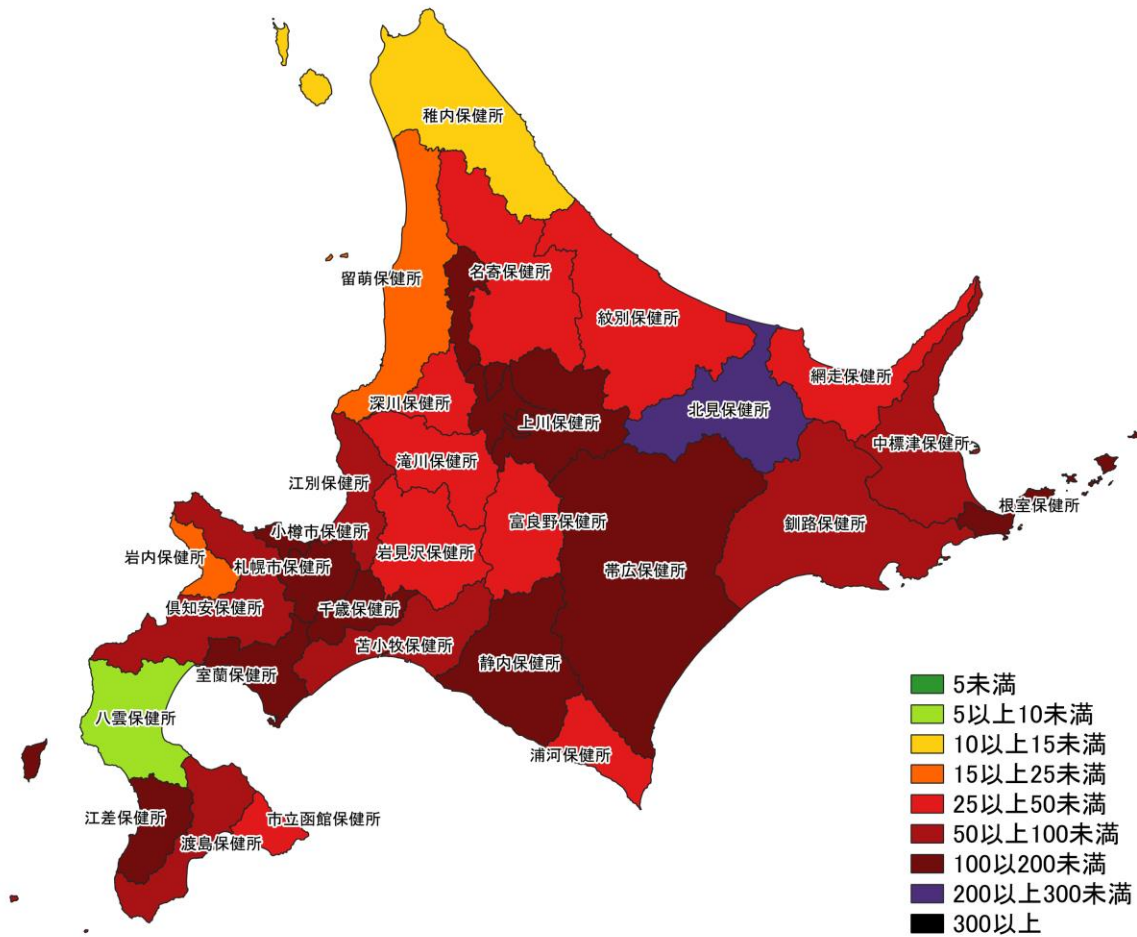 稚内保健所
名寄保健所
留萌保健所
紋別保健所
網走保健所
深川保健所
北見保健所
上川保健所
中標津保健所
滝川保健所
江別保健所
根室保健所
富良野保健所
釧路保健所
小樽市保健所
岩見沢保健所
岩内保健所
札幌市保健所
帯広保健所
倶知安保健所
千歳保健所
苫小牧保健所
静内保健所
室蘭保健所
八雲保健所
浦河保健所
江差保健所
市立函館保健所
渡島保健所
5未満
5以上10未満
10以上15未満
15以上25未満
25以上50未満
50以上100未満
100以200未満
200以上300未満
300以上